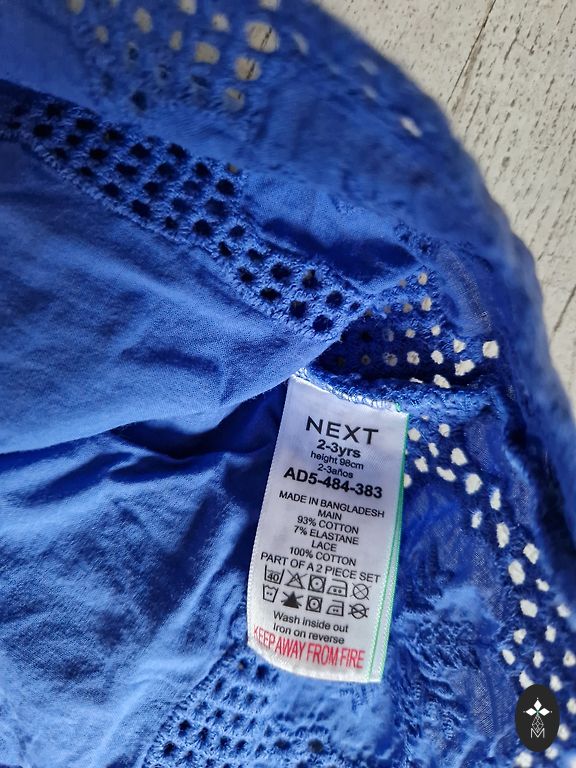 NEXT
2-3yrs
height 98cm
2-3años
AD5-484-383
MADE IN BANGLADESH
MAIN
93% COTTON
7% ELASTANE
LACE
100% COTTON
PART OF A 2 PIECE SET
40
Wash inside out
Iron on reverse
KEEP AWAY FROM FIRE
M